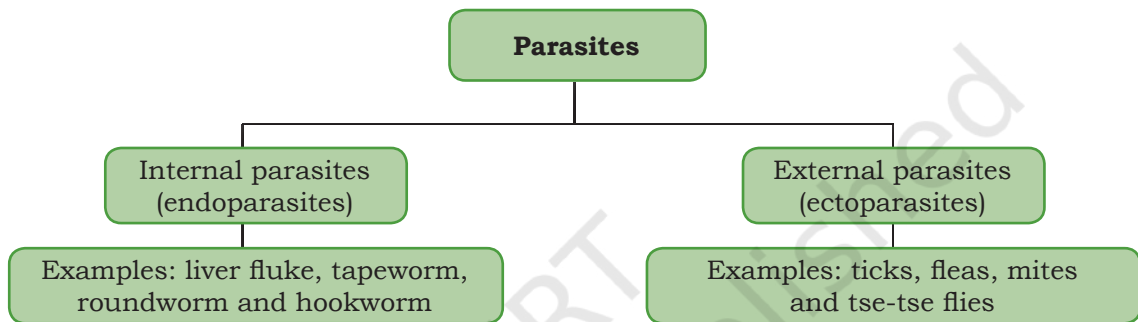 Parasites
Internal parasites
(endoparasites)
External parasites
(ectoparasites)
Examples: liver fluke, tapeworm,
roundworm and hookworm
Examples: ticks, fleas, mites
and tse-tse flies